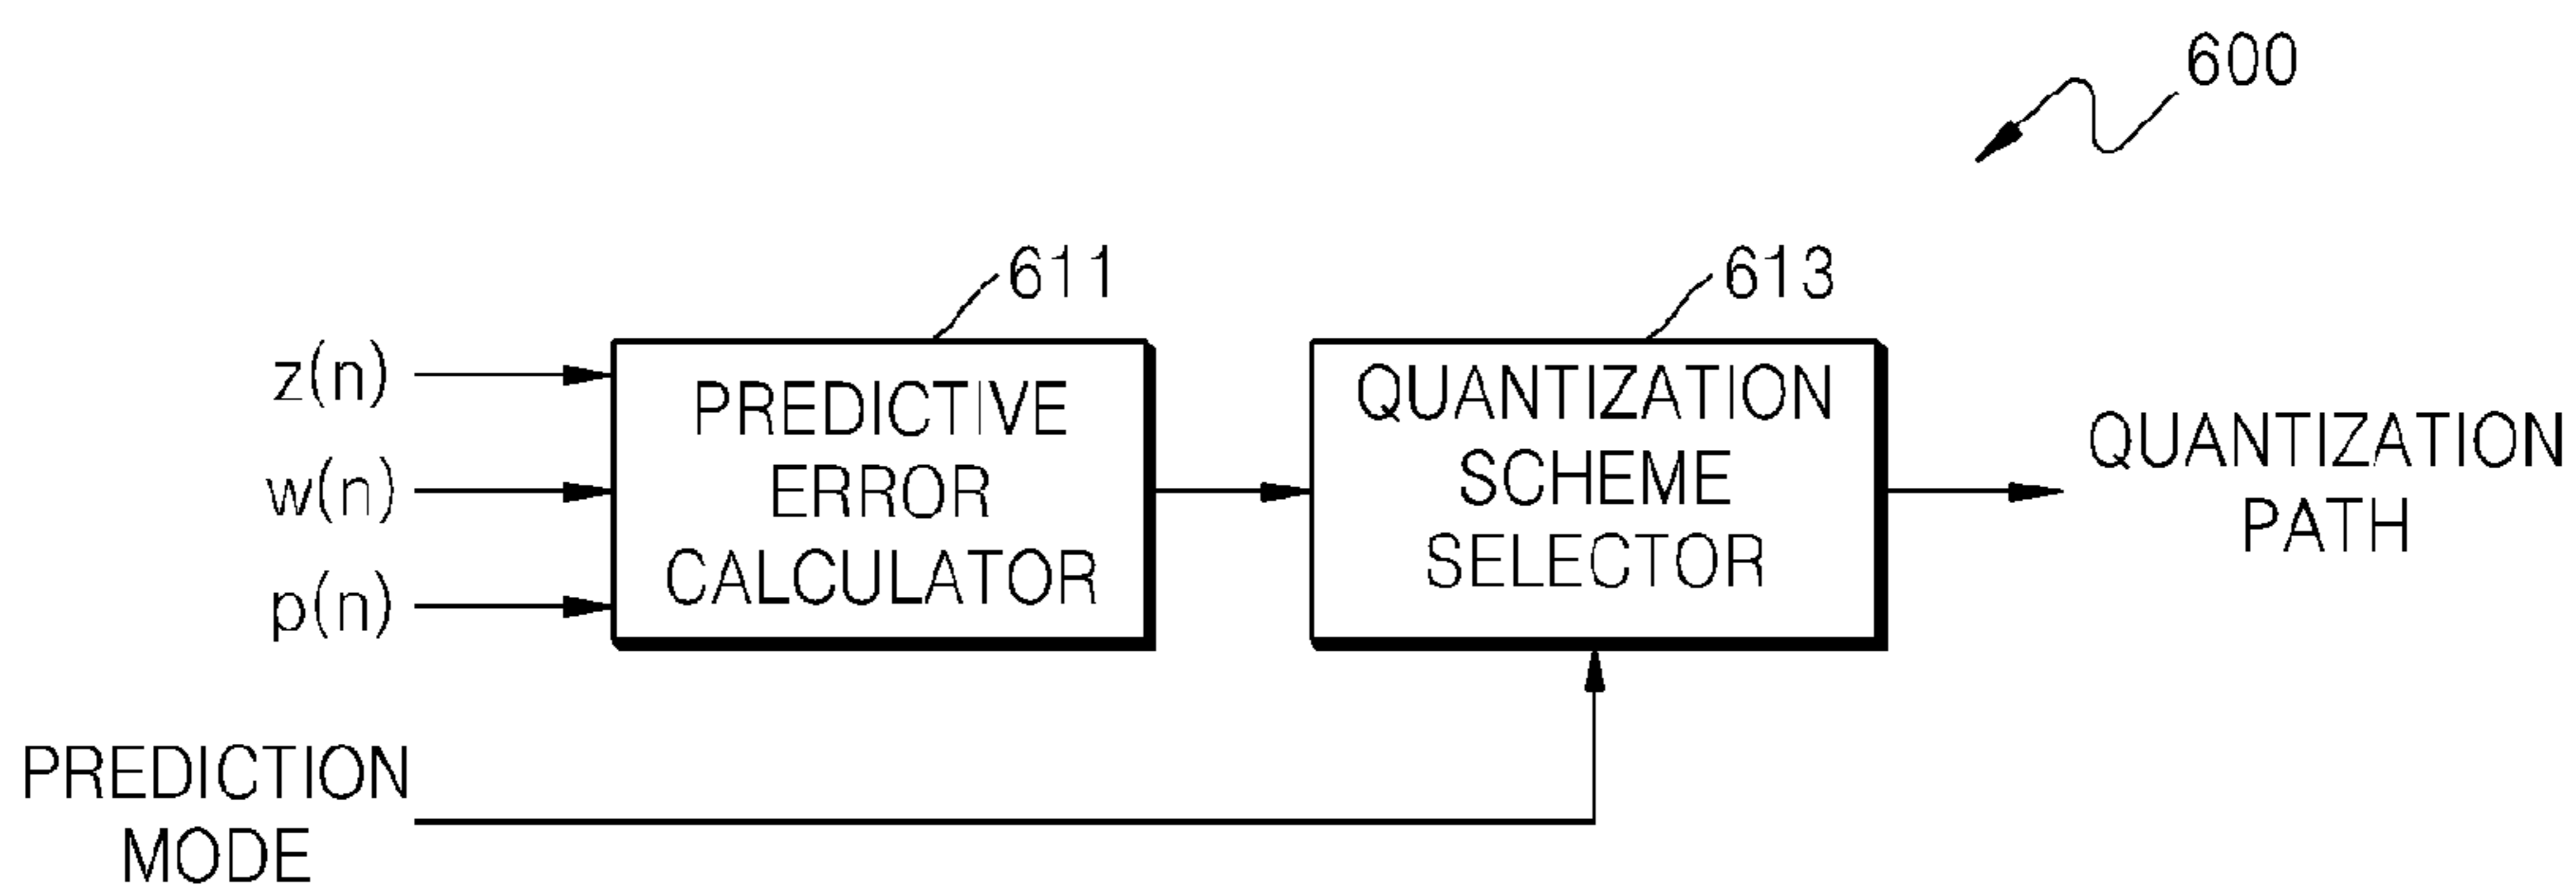 600
611
613
z(n)
w(n)
p(n)
PREDICTIVE
ERROR
CALCULATOR
QUANTIZATION
SCHEME
SELECTOR
QUANTIZATION
PATH
PREDICTION
MODE